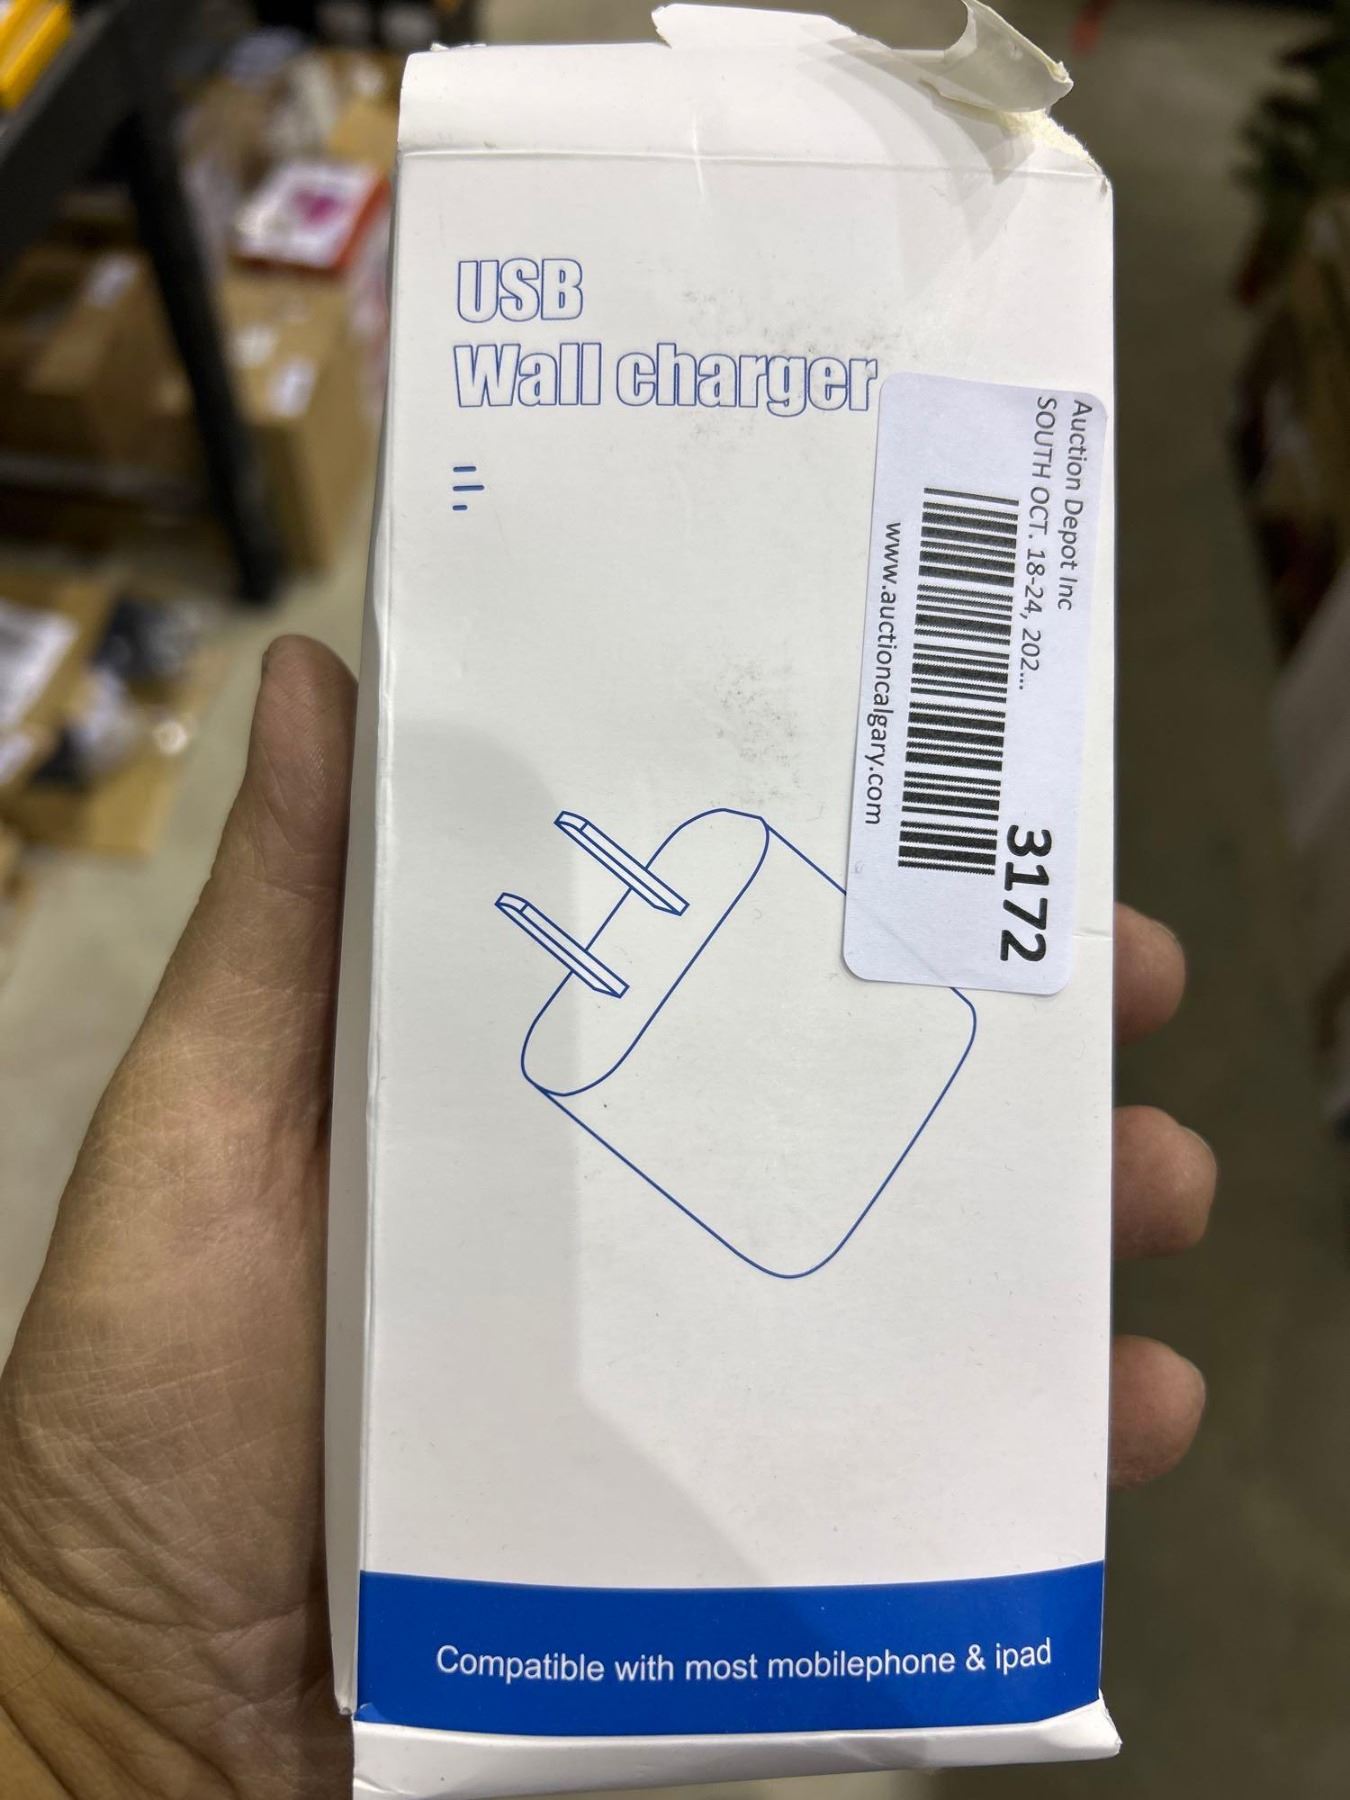 USB
Wall charger
Auction Depot Inc
SOUTH OCT. 18-24, 202...
3172
www.auctioncalgary.com
Compatible with most mobilephone & ipad